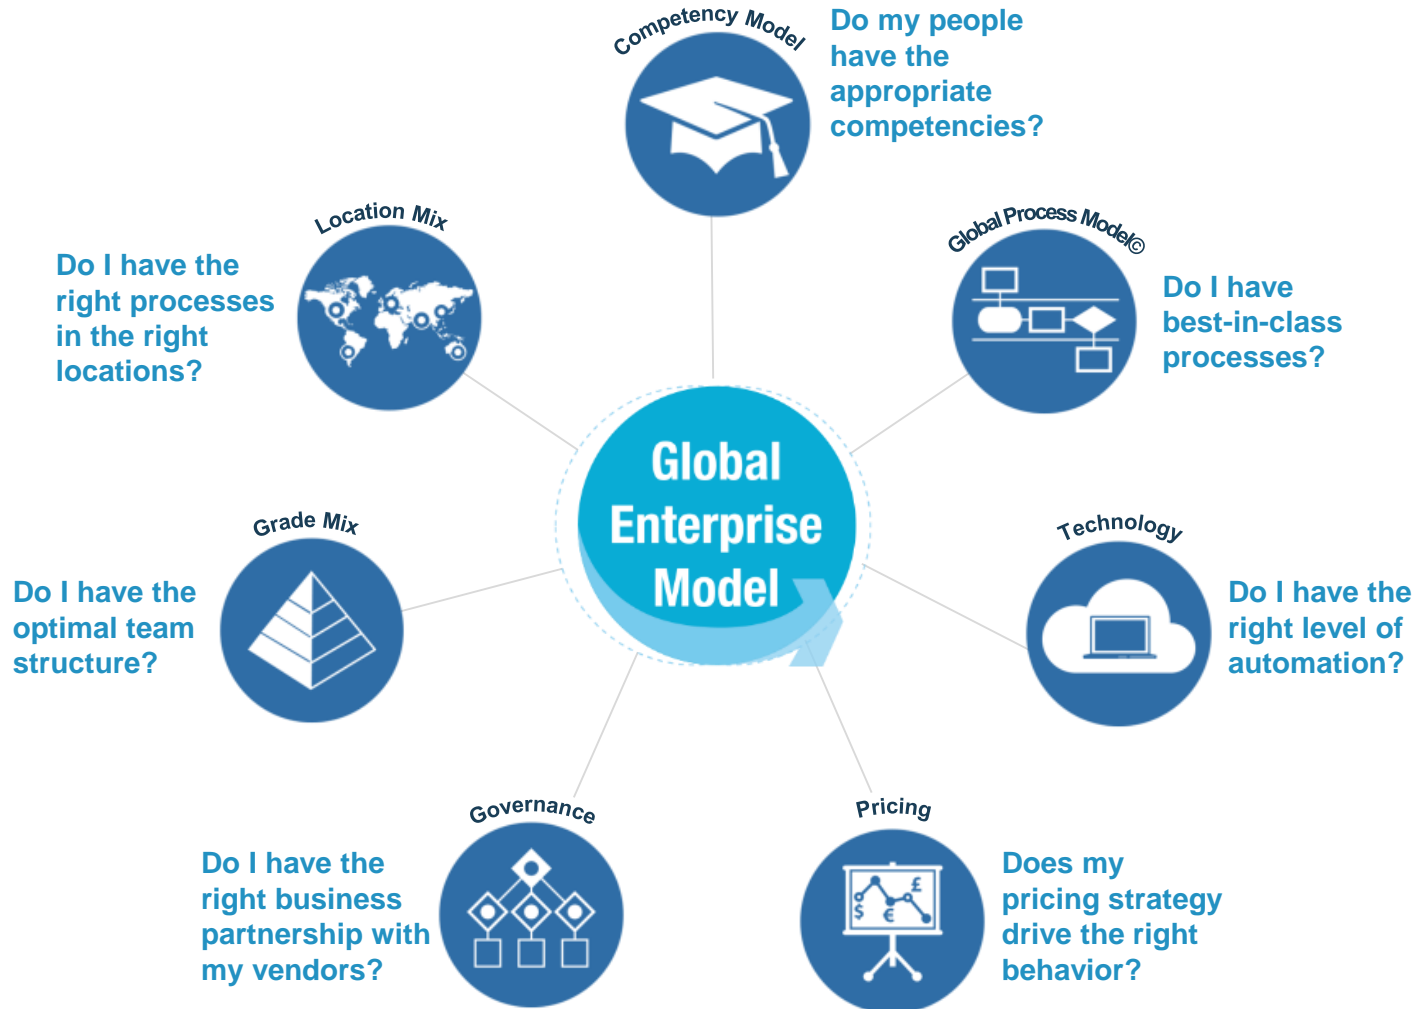 Competency Model
Do my people
have the
appropriate
competencies?
Location Mix
Do I have the
right processes
in the right
locations?
Global Process Model©
Do I have
best-in-class
processes?
Global
Enterprise
Model
Grade Mix
Do I have the
optimal team
structure?
Technology
Do I have the
right level of
automation?
Governance
Do I have the
right business
partnership with
my vendors?
Pricing
$ € £
Does my
pricing strategy
drive the right
behavior?